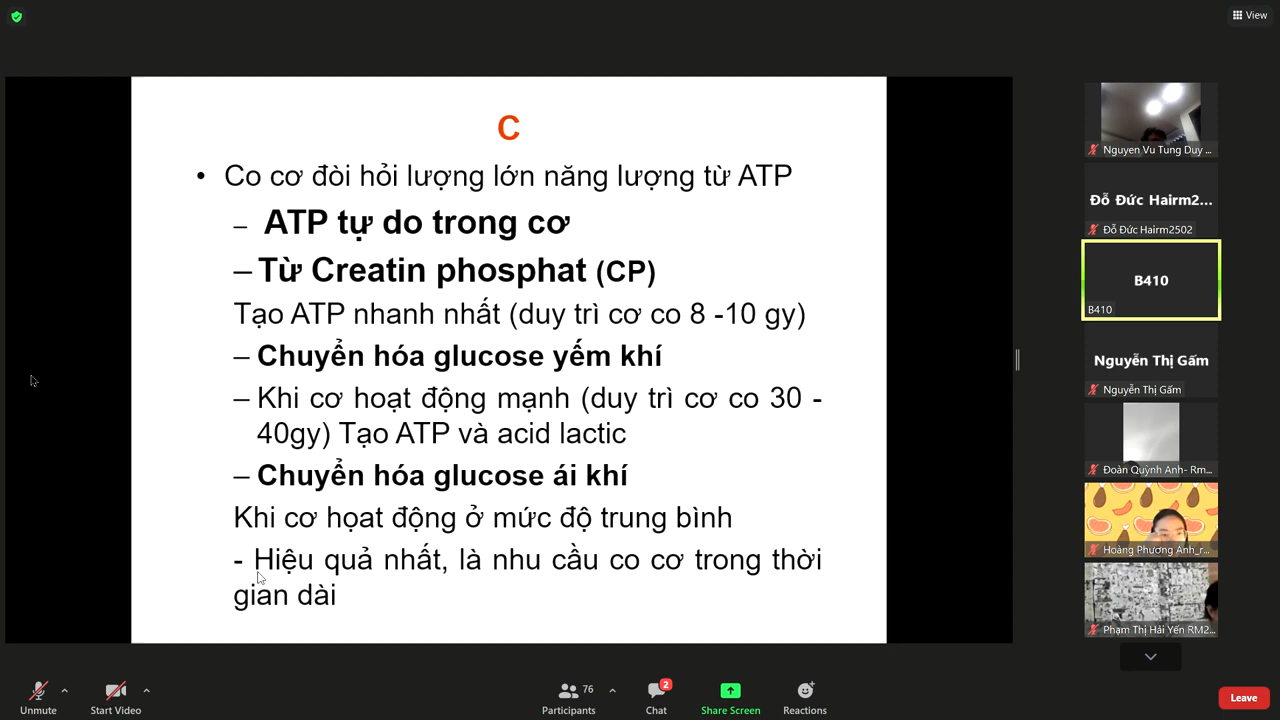 View
C
• Co cơ đòi hỏi lượng lớn năng lượng từ ATP
– ATP tự do trong cơ
– Từ Creatin phosphat (CP)
Tạo ATP nhanh nhất (duy trì cơ co 8 -10 gy)
– Chuyển hóa glucose yếm khí
– Khi cơ hoạt động mạnh (duy trì cơ co 30 -
40gy) Tạo ATP và acid lactic
– Chuyển hóa glucose ái khí
Khi cơ họat động ở mức độ trung bình
- Hiệu quả nhất, là nhu cầu co cơ trong thời
gian dài
Nguyen Vu Tung Duy ...
Đỗ Đức Hairm2...
Đỗ Đức Hairm2502
B410
B410
Nguyễn Thị Gấm
Nguyễn Thị Gấm
Đoàn Quỳnh Anh- Rm...
Hoàng Phương Anh_r...
Phạm Thị Hải Yến RM2...
Unmute
Start Video
Participants
76
Chat
2
Share Screen
Reactions
Leave